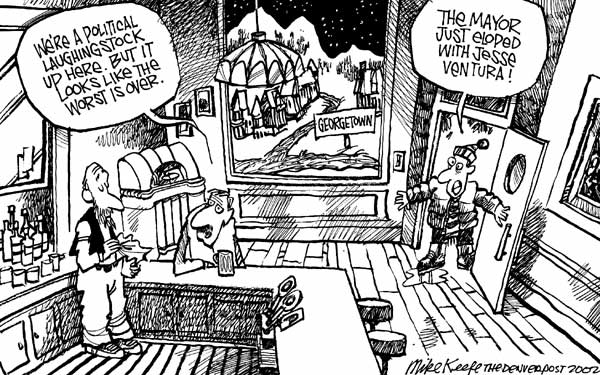 WE'RE A POLITICAL
LAUGHINGSTOCK
UP HERE. BUT IT
LOOKS LIKE THE
WORST IS OVER.
THE MAYOR
JUST ELOPED
WITH JESSE
VENTURA!
GEORGETOWN
Mike Keefe THE DENVER POST 2002